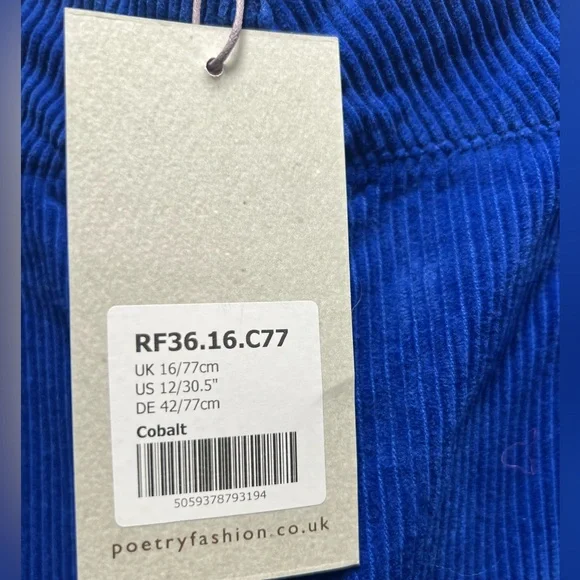 RF36.16.C77
UK 16/77cm
US 12/30.5"
DE 42/77cm
Cobalt
5059378793194
poetryfashion.co.uk